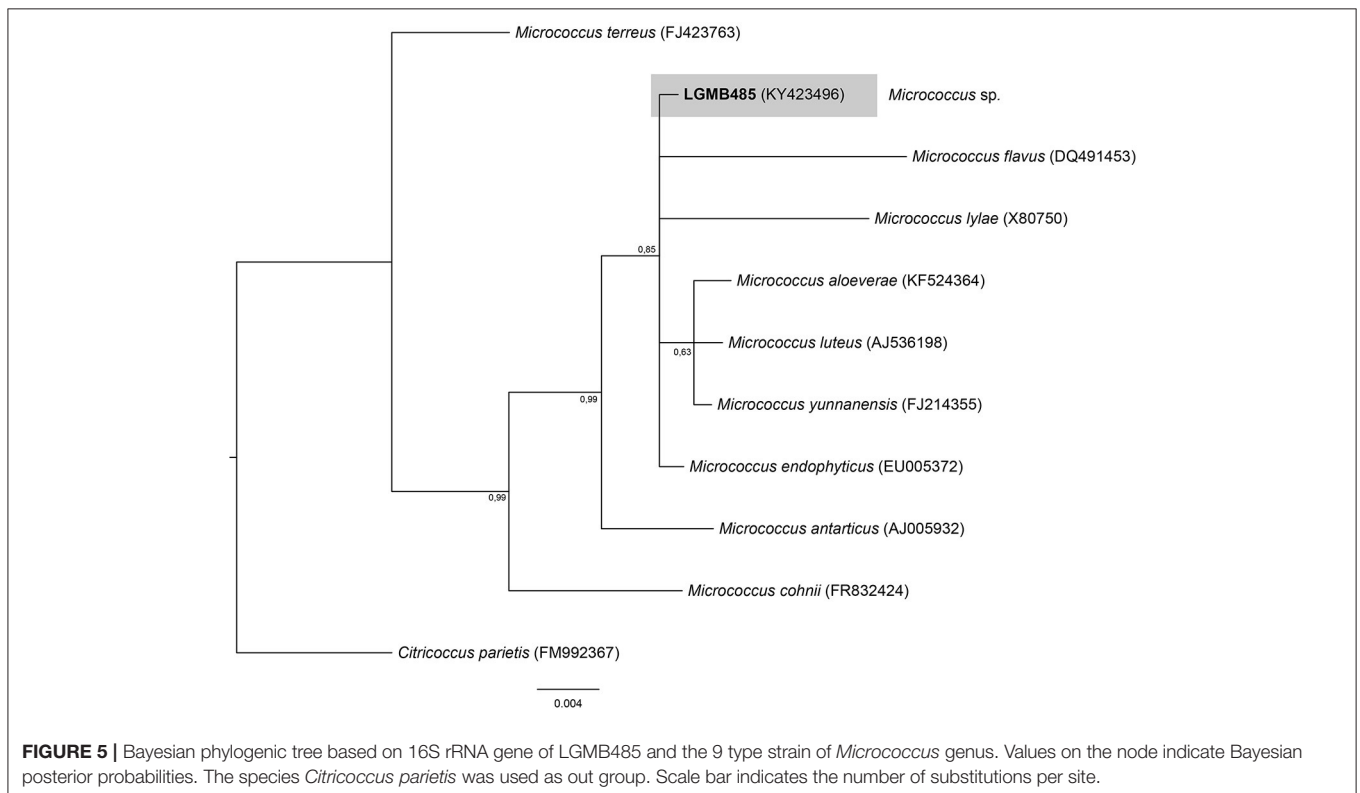 Micrococcus terreus (FJ423763)
LGMB485 (KY423496) Micrococcus sp.
Micrococcus flavus (DQ491453)
Micrococcus lylae (X80750)
0,85
Micrococcus aloeverae (KF524364)
Micrococcus luteus (AJ536198)
0,63
Micrococcus yunnanensis (FJ214355)
0,99
Micrococcus endophyticus (EU005372)
0,99
Micrococcus antarticus (AJ005932)
Micrococcus cohnii (FR832424)
Citricoccus parietis (FM992367)
0.004
FIGURE 5 | Bayesian phylogenic tree based on 16S rRNA gene of LGMB485 and the 9 type strain of Micrococcus genus. Values on the node indicate Bayesian
posterior probabilities. The species Citricoccus parietis was used as out group. Scale bar indicates the number of substitutions per site.